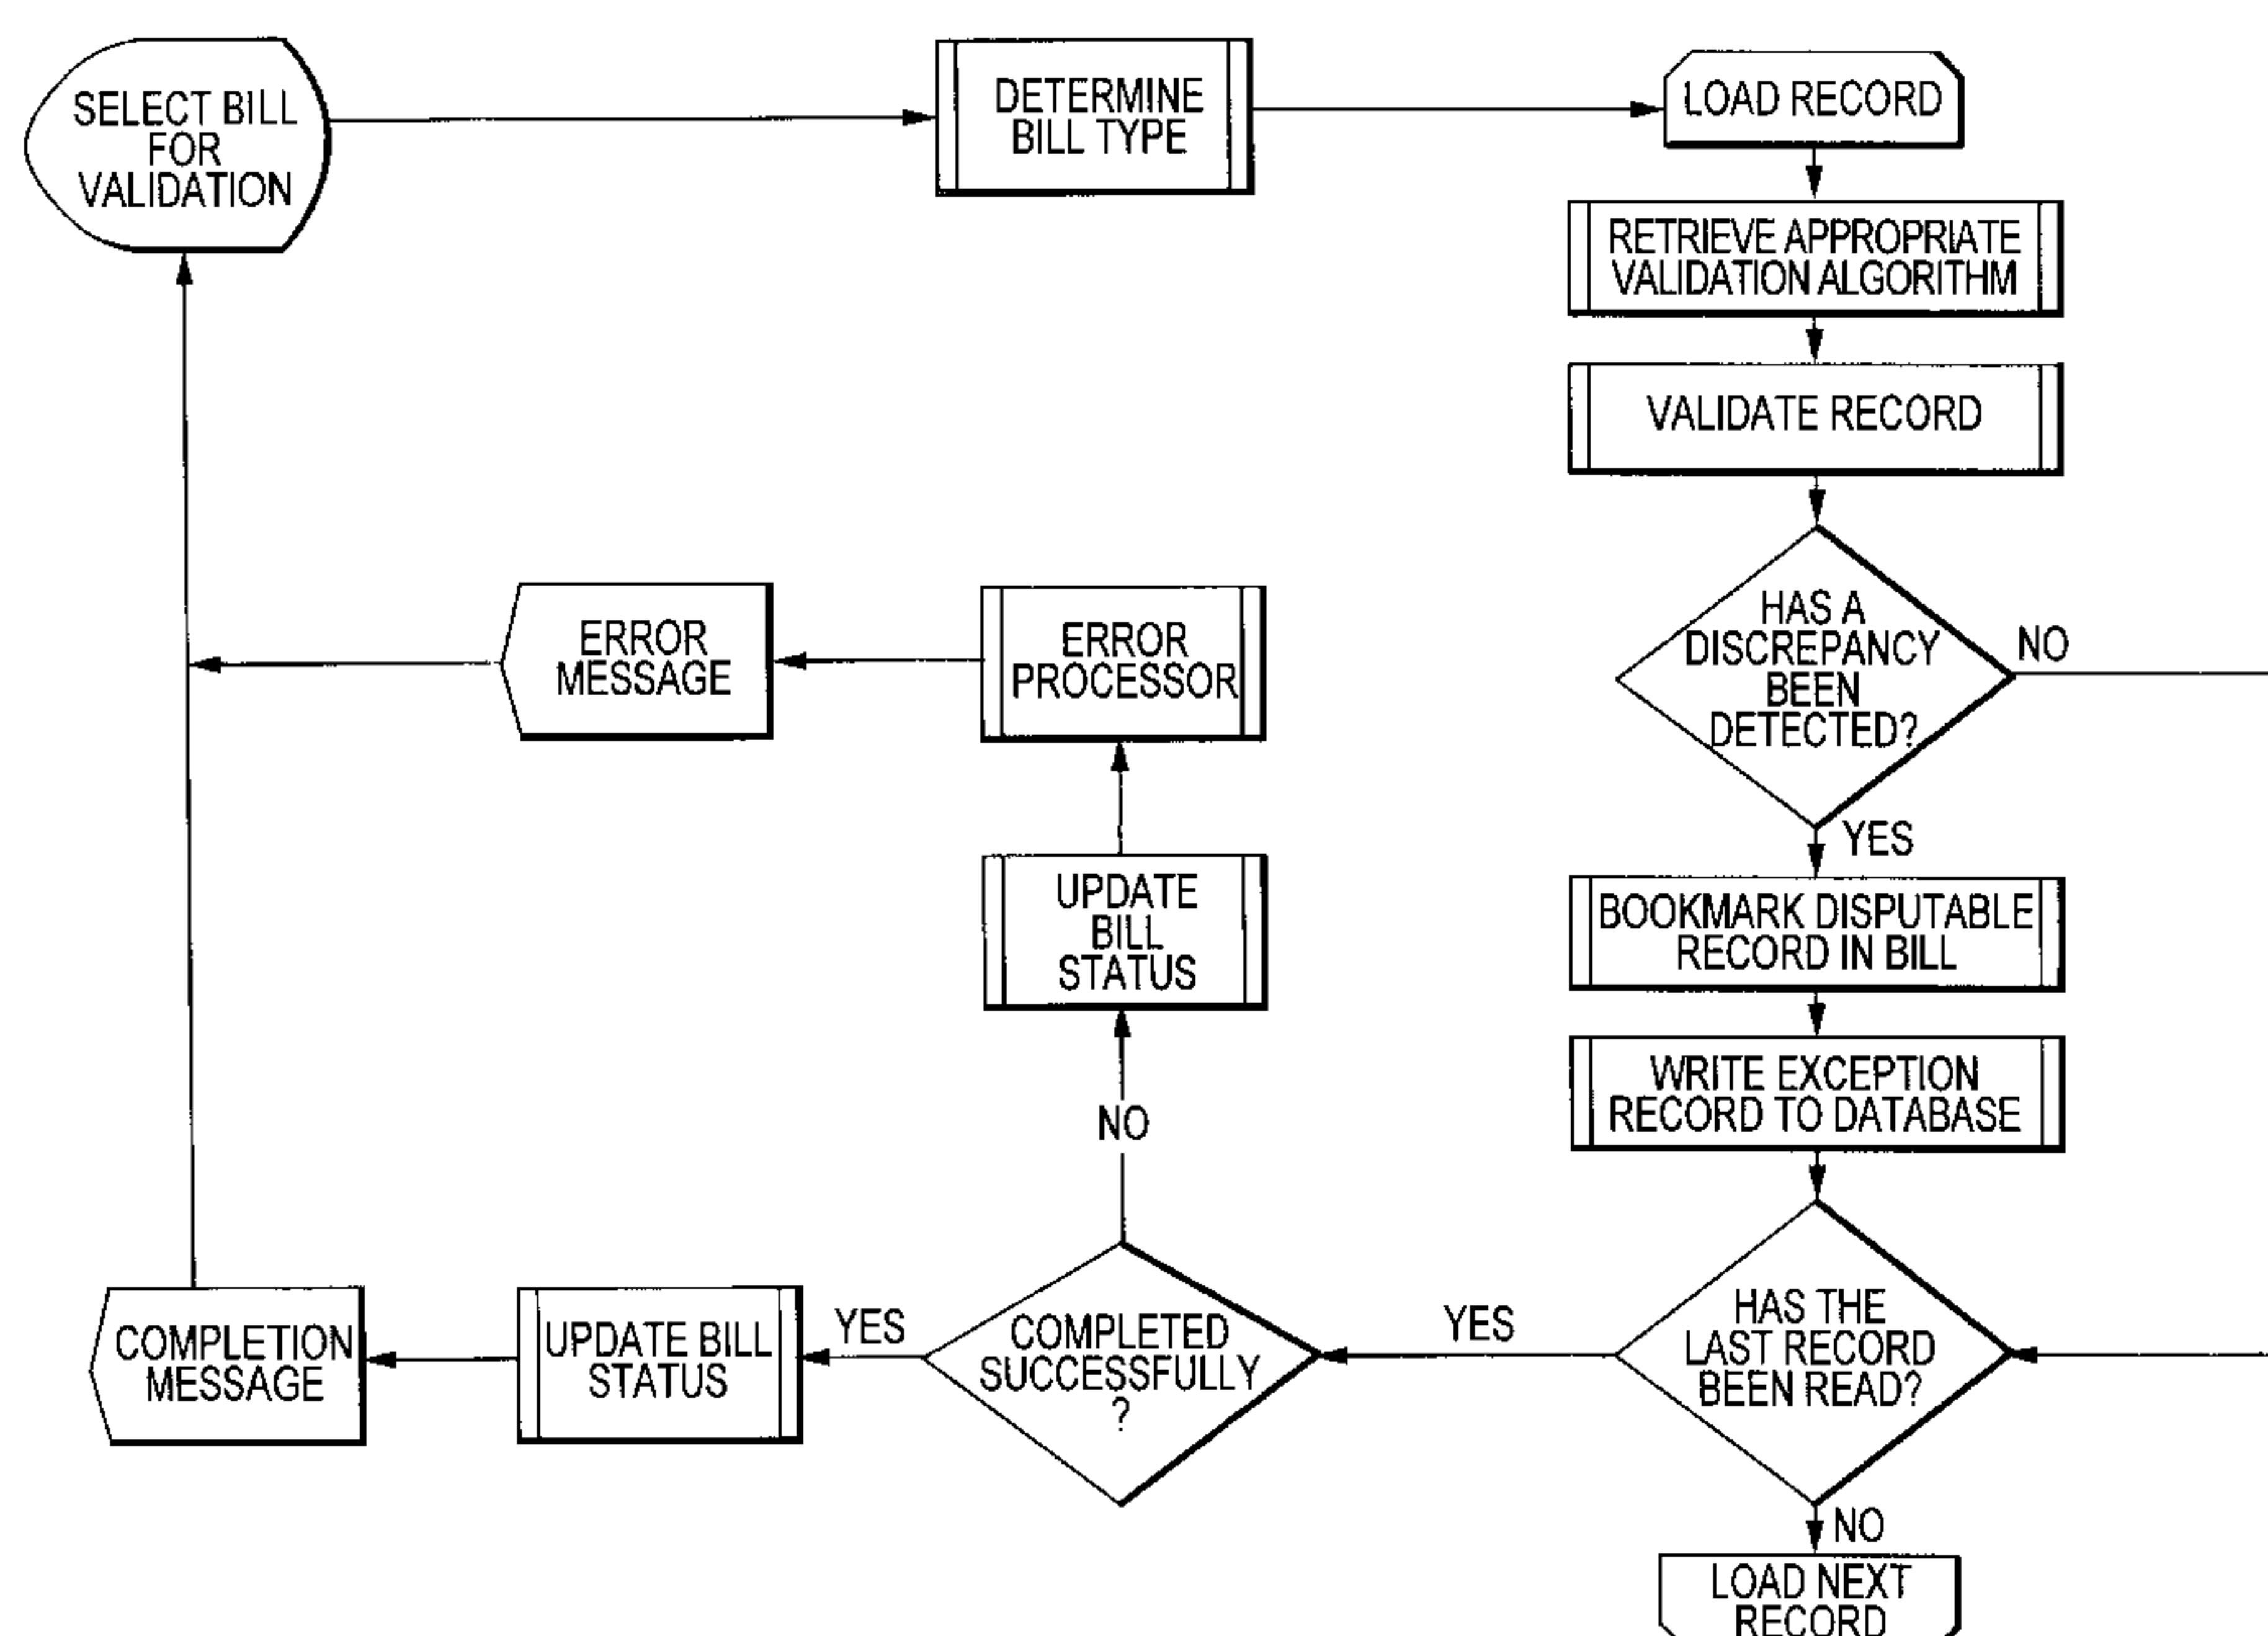 SELECT BILL
FOR
VALIDATION
DETERMINE
BILL TYPE
LOAD RECORD
RETRIEVE APPROPRIATE
VALIDATION ALGORITHM
VALIDATE RECORD
HAS A
DISCREPANCY
BEEN
DETECTED?
NO
YES
BOOKMARK DISPUTABLE
RECORD IN BILL
WRITE EXCEPTION
RECORD TO DATABASE
HAS THE
LAST RECORD
BEEN READ?
NO
LOAD NEXT
RECORD
YES
COMPLETED
SUCCESSFULLY
?
NO
UPDATE
BILL
STATUS
ERROR
PROCESSOR
ERROR
MESSAGE
YES
UPDATE BILL
STATUS
COMPLETION
MESSAGE